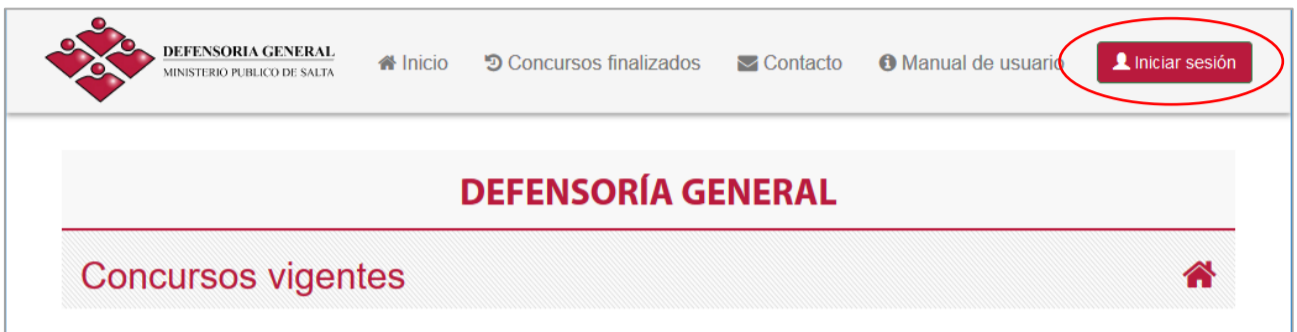 DEFENSORIA GENERAL
MINISTERIO PUBLICO DE SALTA
Inicio
Concursos finalizados
Contacto
Manual de usuario
Iniciar sesión
DEFENSORÍA GENERAL
Concursos vigentes